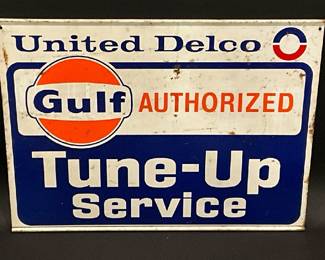 United Delco
Gulf AUTHORIZED
Tune-Up
Service